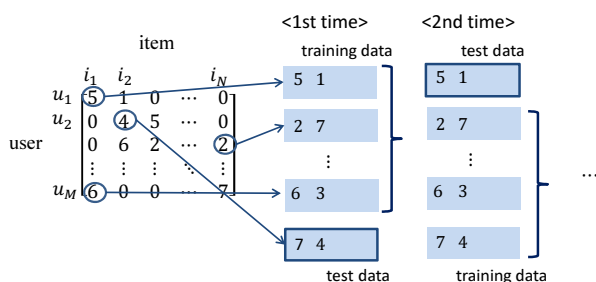 <1st time> <2nd time>
item training data test data
i₁ i₂ i_N
u₁ 5 1 0 ⋯ 0
u₂ 0 4 5 ⋯ 0
user 0 6 2 ⋯ 2
⋮ ⋮ ⋮ ⋱ ⋮
u_M 6 0 0 ⋯ 7
5 1 5 1
2 7 2 7
⋮ ⋮
6 3 6 3
⋯
7 4 7 4
test data training data